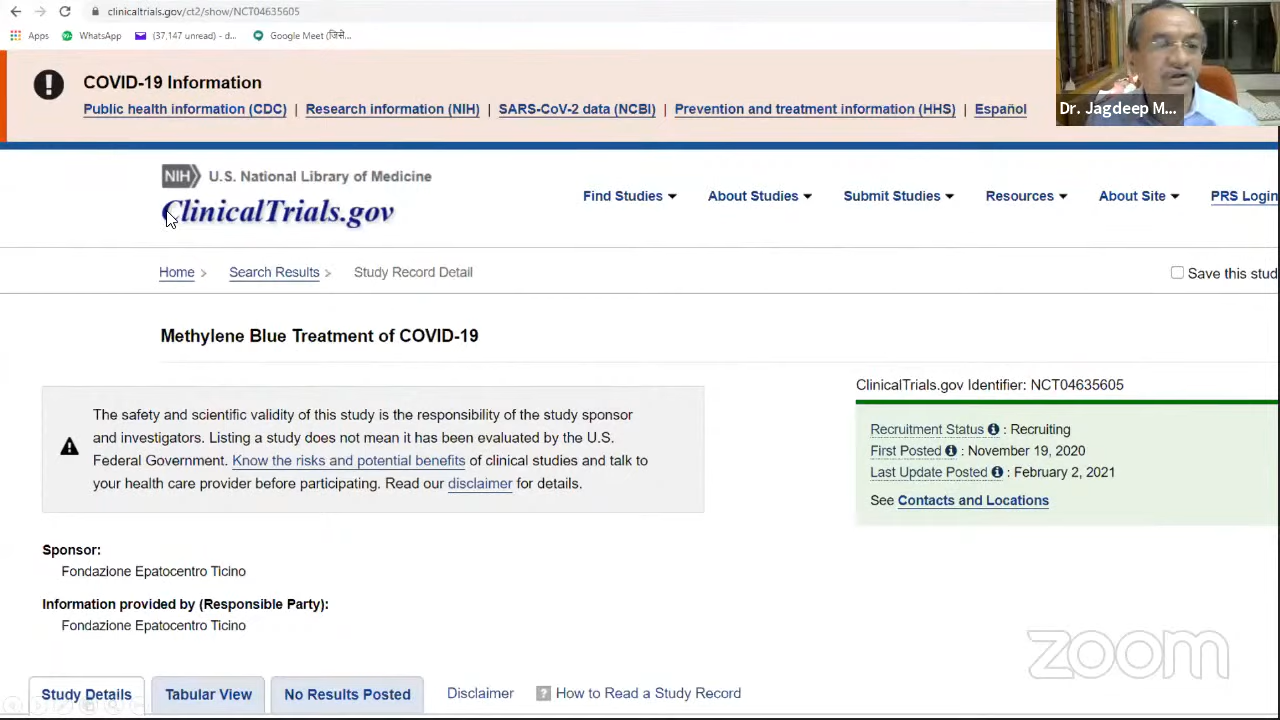 clinicaltrials.gov/ct2/show/NCT04635605
Apps WhatsApp (37,147 unread) - d... Google Meet (जिसे...
COVID-19 Information
Public health information (CDC) | Research information (NIH) | SARS-CoV-2 data (NCBI) | Prevention and treatment information (HHS) | Español
Dr. Jagdeep M...
NIH U.S. National Library of Medicine
ClinicalTrials.gov
Find Studies About Studies Submit Studies Resources About Site PRS Login
Home > Search Results > Study Record Detail
Save this stud
Methylene Blue Treatment of COVID-19
The safety and scientific validity of this study is the responsibility of the study sponsor
and investigators. Listing a study does not mean it has been evaluated by the U.S.
Federal Government. Know the risks and potential benefits of clinical studies and talk to
your health care provider before participating. Read our disclaimer for details.
ClinicalTrials.gov Identifier: NCT04635605
Recruitment Status : Recruiting
First Posted : November 19, 2020
Last Update Posted : February 2, 2021
See Contacts and Locations
Sponsor:
Fondazione Epatocentro Ticino
Information provided by (Responsible Party):
Fondazione Epatocentro Ticino
zoom
Study Details Tabular View No Results Posted Disclaimer ? How to Read a Study Record